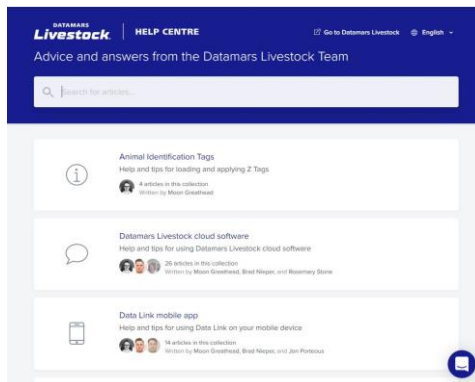 DATAMARS
Livestock
HELP CENTRE
Go to Datamars Livestock
English
Advice and answers from the Datamars Livestock Team
Search for articles...
Animal Identification Tags
Help and tips for loading and applying Z Tags
4 articles in this collection
Written by Moon Greathead
Datamars Livestock cloud software
Help and tips for using Datamars Livestock cloud software
26 articles in this collection
Written by Moon Greathead, Brad Nieper, and Rosemary Stone
Data Link mobile app
Help and tips for using Data Link on your mobile device
14 articles in this collection
Written by Moon Greathead, Brad Nieper, and Jon Porteous